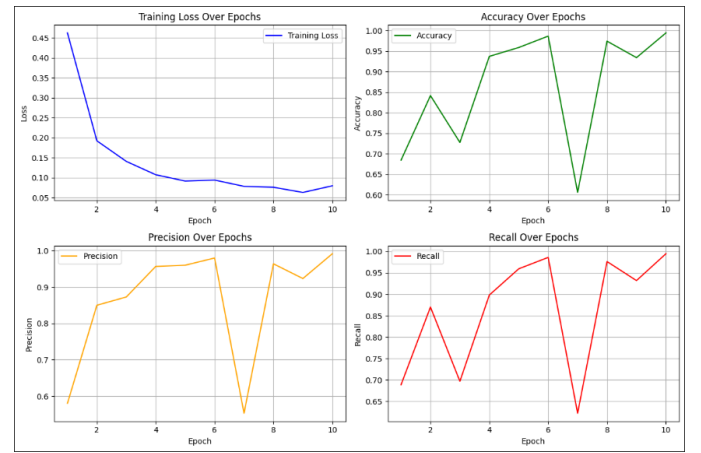 Training Loss Over Epochs
Training Loss
0.45
0.40
0.35
0.30
0.25
0.20
0.15
0.10
0.05
Loss
2 4 6 8 10
Epoch
Accuracy Over Epochs
Accuracy
1.00
0.95
0.90
0.85
0.80
0.75
0.70
0.65
0.60
Accuracy
2 4 6 8 10
Epoch
Precision Over Epochs
Precision
1.0
0.9
0.8
0.7
0.6
Precision
2 4 6 8 10
Epoch
Recall Over Epochs
Recall
1.00
0.95
0.90
0.85
0.80
0.75
0.70
0.65
Recall
2 4 6 8 10
Epoch